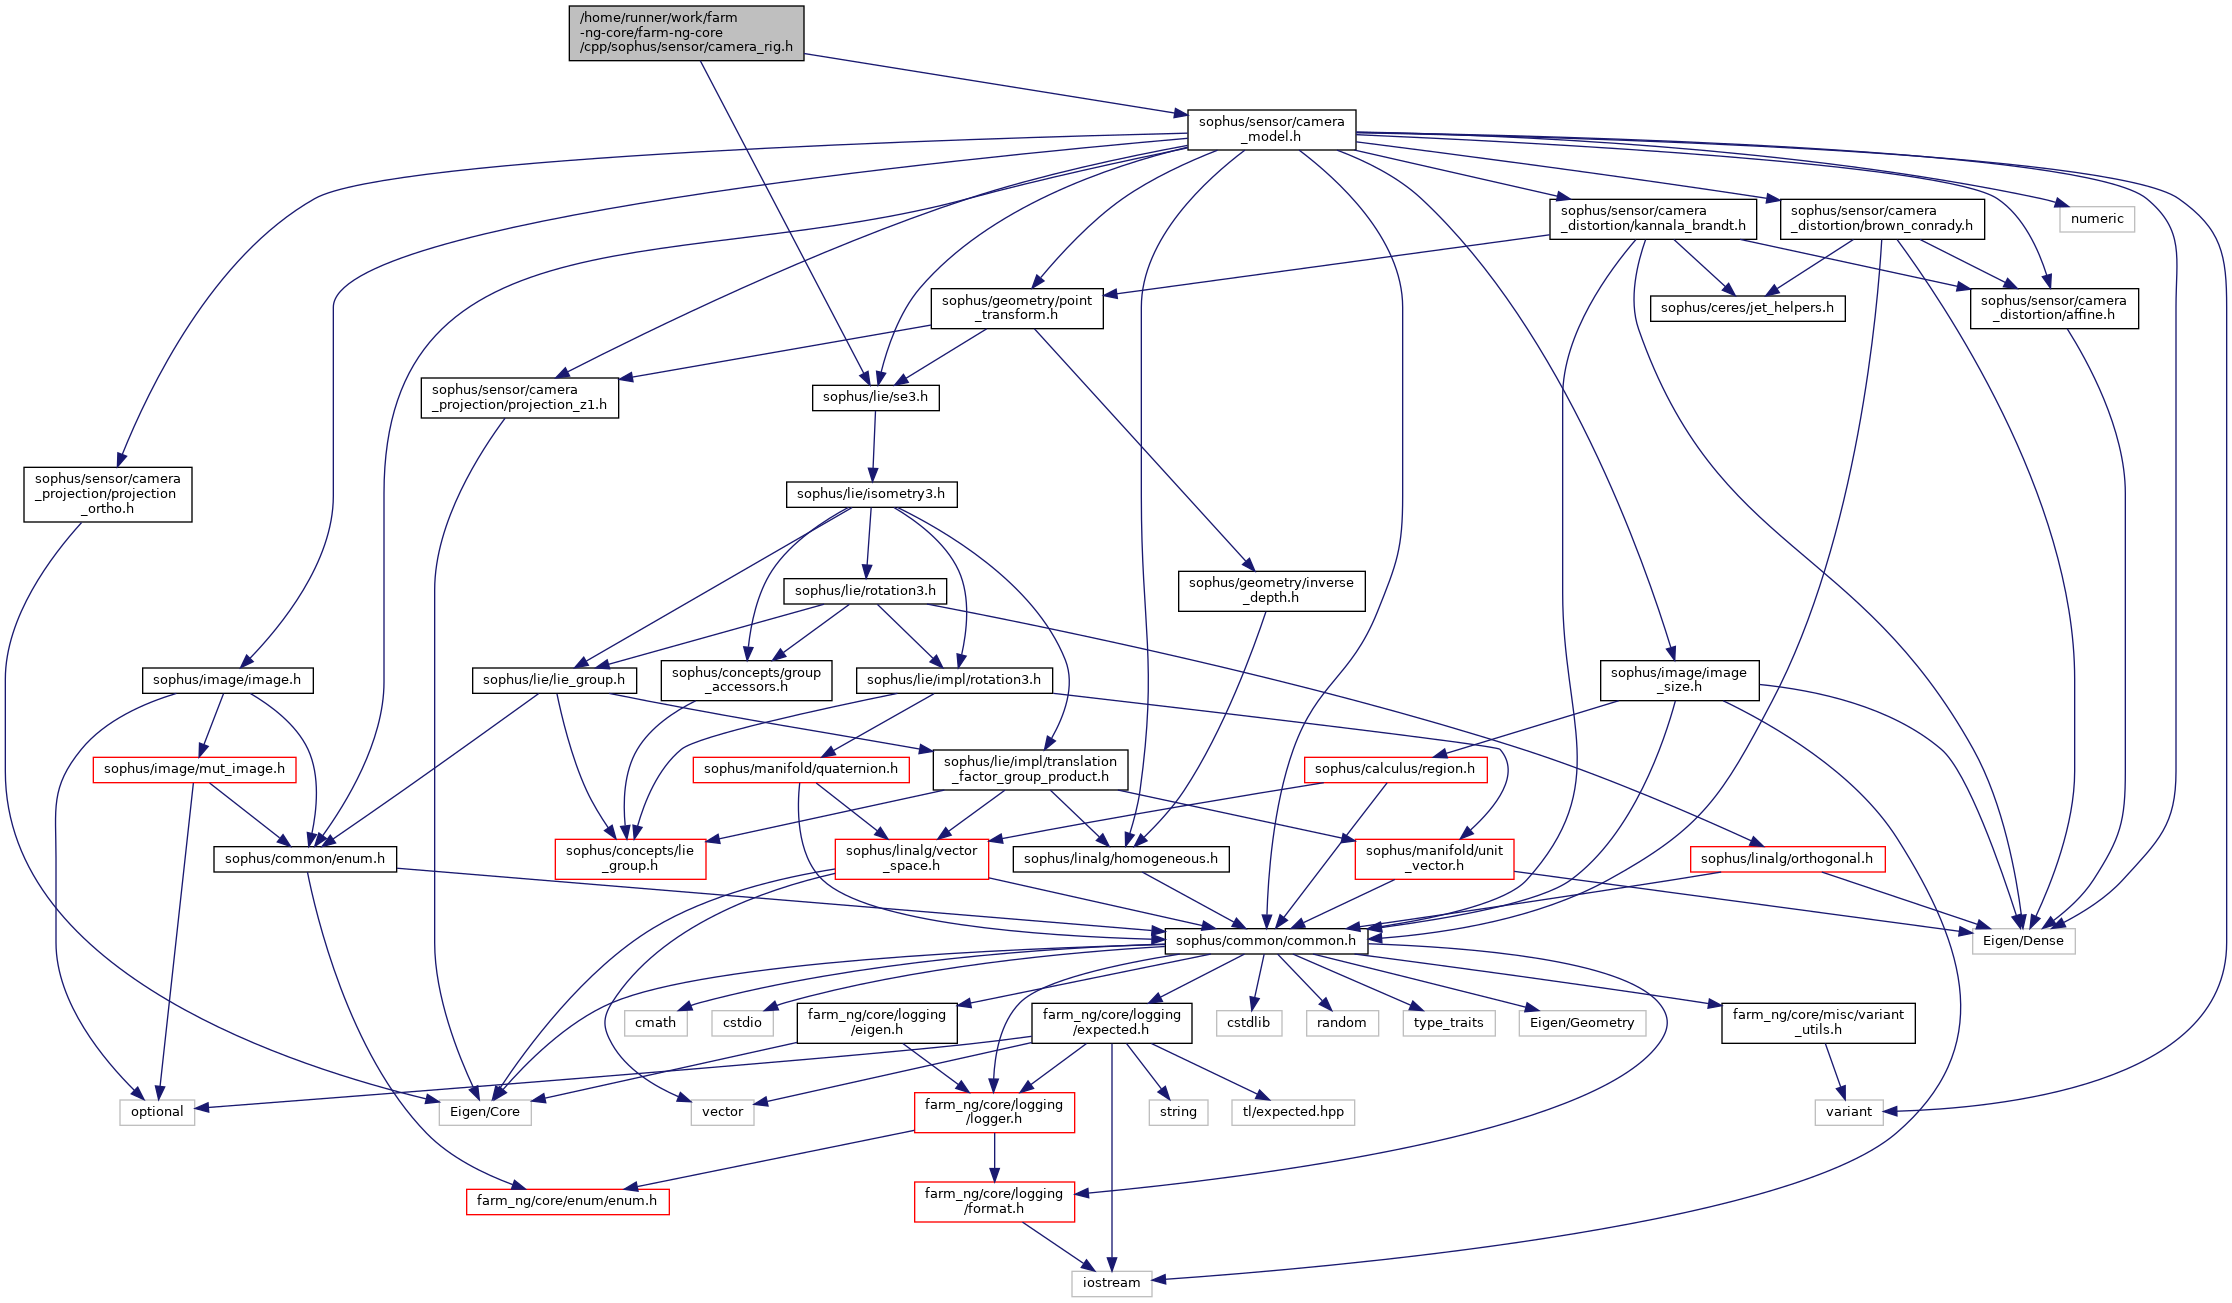 /home/runner/work/farm
-ng-core/farm-ng-core
/cpp/sophus/sensor/camera_rig.h
sophus/sensor/camera
_model.h
sophus/sensor/camera
_distortion/kannala_brandt.h
sophus/sensor/camera
_distortion/brown_conrady.h
numeric
sophus/geometry/point
_transform.h
sophus/ceres/jet_helpers.h
sophus/sensor/camera
_distortion/affine.h
sophus/sensor/camera
_projection/projection_z1.h
sophus/lie/se3.h
sophus/sensor/camera
_projection/projection
_ortho.h
sophus/lie/isometry3.h
sophus/lie/rotation3.h
sophus/geometry/inverse
_depth.h
sophus/image/image.h
sophus/lie/lie_group.h
sophus/concepts/group
_accessors.h
sophus/lie/impl/rotation3.h
sophus/image/image
_size.h
sophus/image/mut_image.h
sophus/manifold/quaternion.h
sophus/lie/impl/translation
_factor_group_product.h
sophus/calculus/region.h
sophus/common/enum.h
sophus/concepts/lie
_group.h
sophus/linalg/vector
_space.h
sophus/linalg/homogeneous.h
sophus/manifold/unit
_vector.h
sophus/linalg/orthogonal.h
sophus/common/common.h
Eigen/Dense
cmath
cstdio
farm_ng/core/logging
/eigen.h
farm_ng/core/logging
/expected.h
cstdlib
random
type_traits
Eigen/Geometry
farm_ng/core/misc/variant
_utils.h
optional
Eigen/Core
vector
farm_ng/core/logging
/logger.h
string
tl/expected.hpp
variant
farm_ng/core/enum/enum.h
farm_ng/core/logging
/format.h
iostream